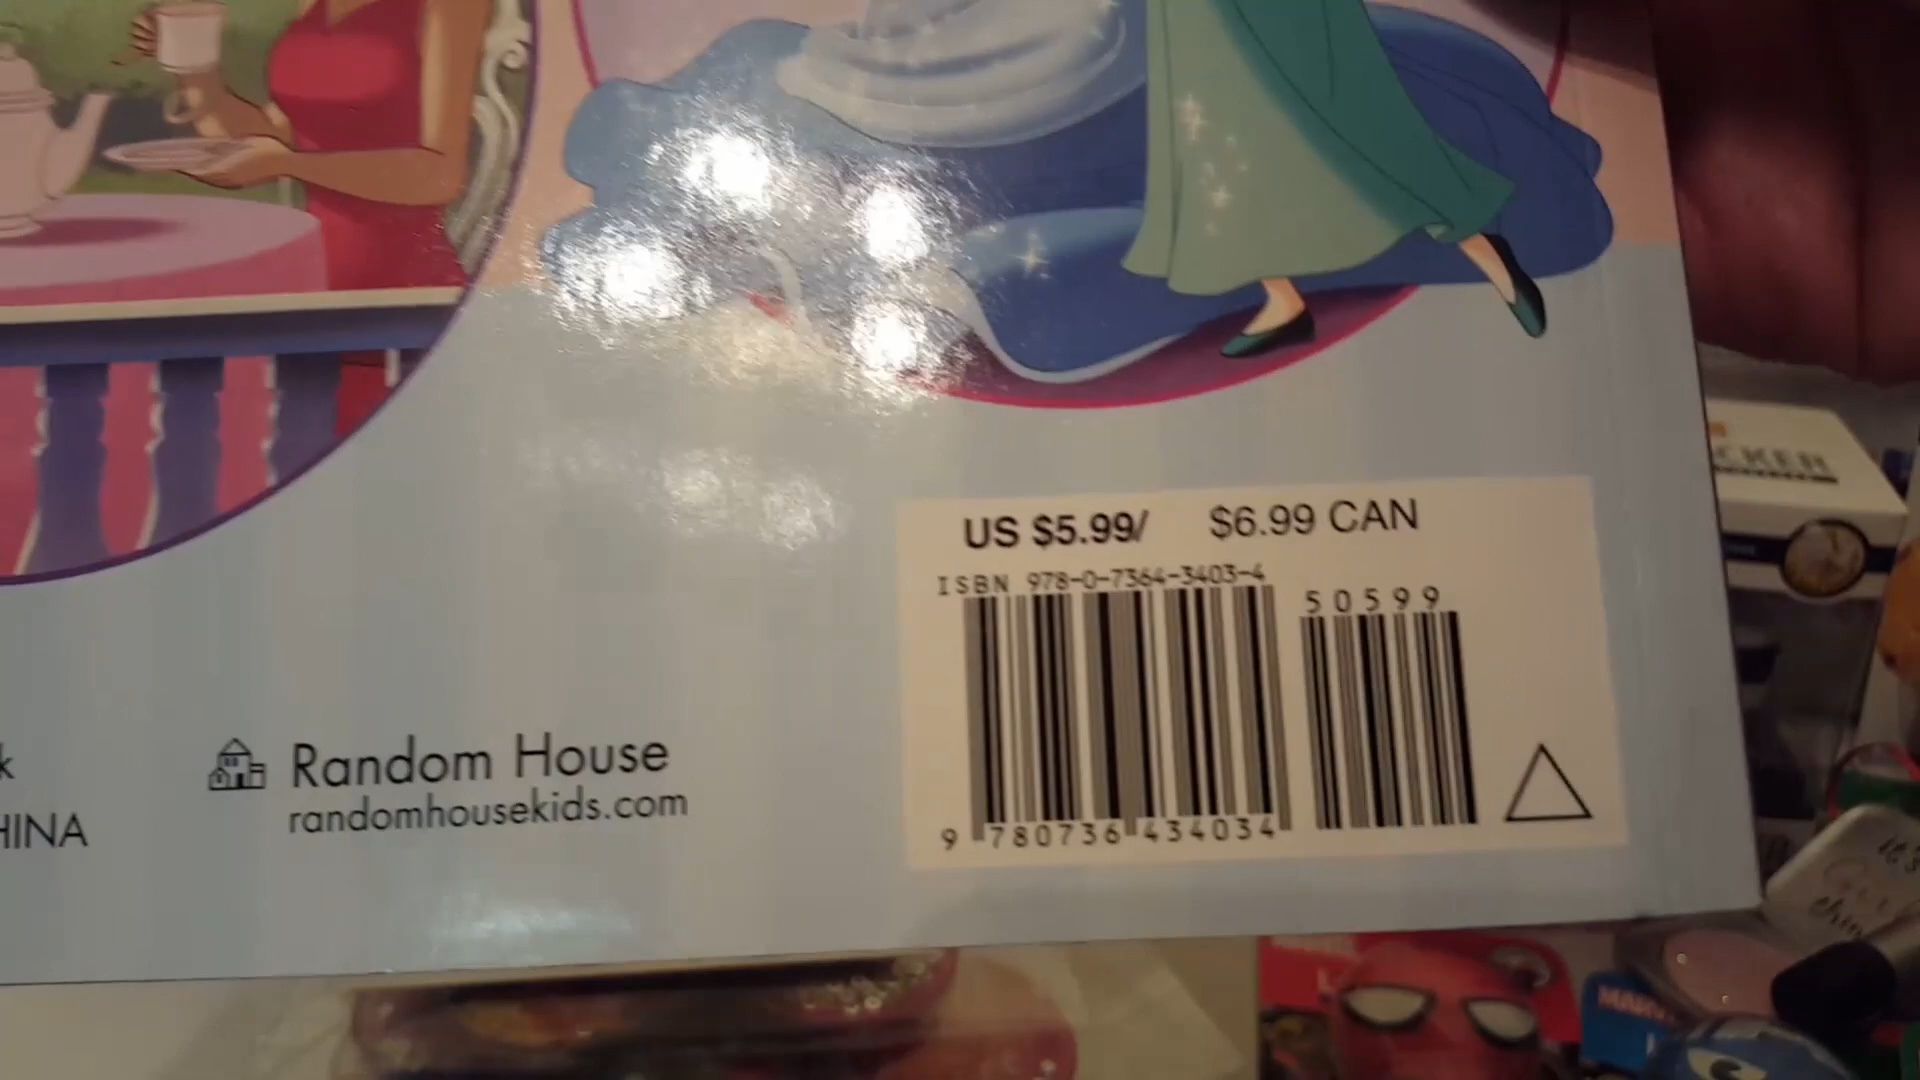 US $5.99/ $6.99 CAN
ISBN 978-0-7364-3403-4
50599
9 780736 434034
k
Random House
randomhousekids.com
HINA
CKER